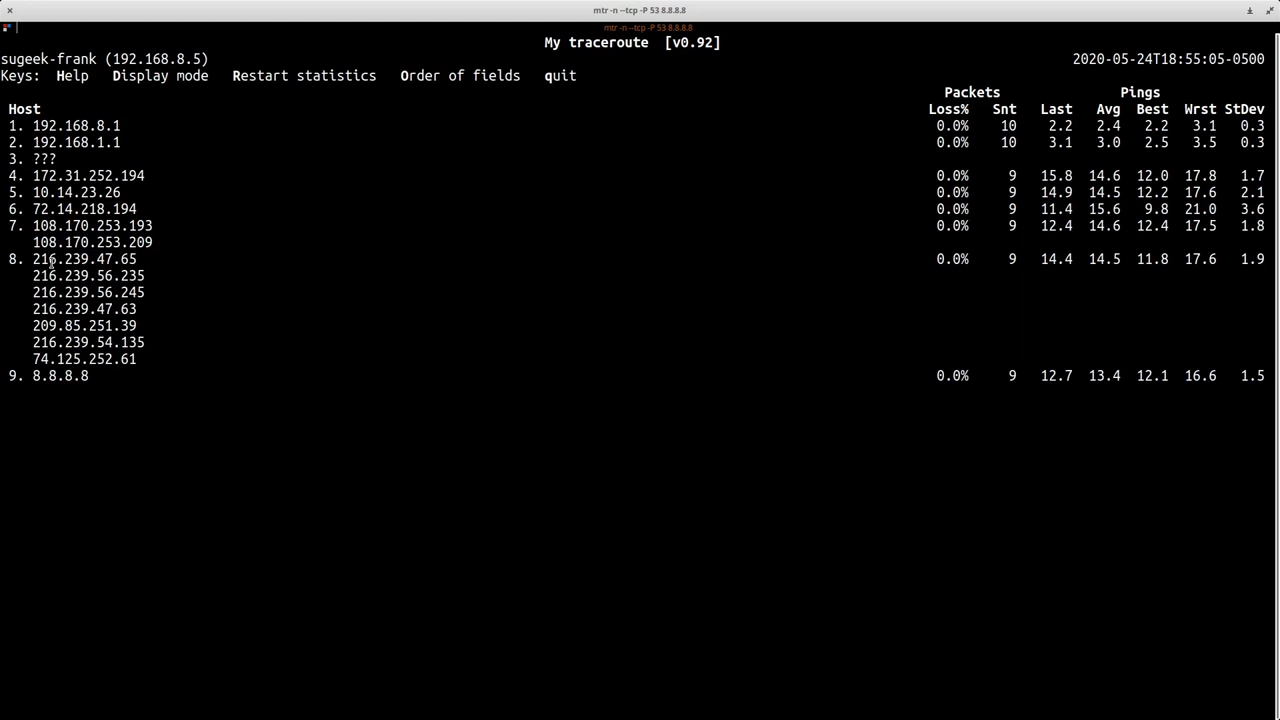 mtr -n --tcp -P 53 8.8.8.8
mtr -n --tcp -P 53 8.8.8.8
My traceroute [v0.92]
sugeek-frank (192.168.8.5) 2020-05-24T18:55:05-0500
Keys: Help Display mode Restart statistics Order of fields quit
Packets Pings
Host Loss% Snt Last Avg Best Wrst StDev
1. 192.168.8.1 0.0% 10 2.2 2.4 2.2 3.1 0.3
2. 192.168.1.1 0.0% 10 3.1 3.0 2.5 3.5 0.3
3. ???
4. 172.31.252.194 0.0% 9 15.8 14.6 12.0 17.8 1.7
5. 10.14.23.26 0.0% 9 14.9 14.5 12.2 17.6 2.1
6. 72.14.218.194 0.0% 9 11.4 15.6 9.8 21.0 3.6
7. 108.170.253.193 0.0% 9 12.4 14.6 12.4 17.5 1.8
108.170.253.209
8. 216.239.47.65 0.0% 9 14.4 14.5 11.8 17.6 1.9
216.239.56.235
216.239.56.245
216.239.47.63
209.85.251.39
216.239.54.135
74.125.252.61
9. 8.8.8.8 0.0% 9 12.7 13.4 12.1 16.6 1.5